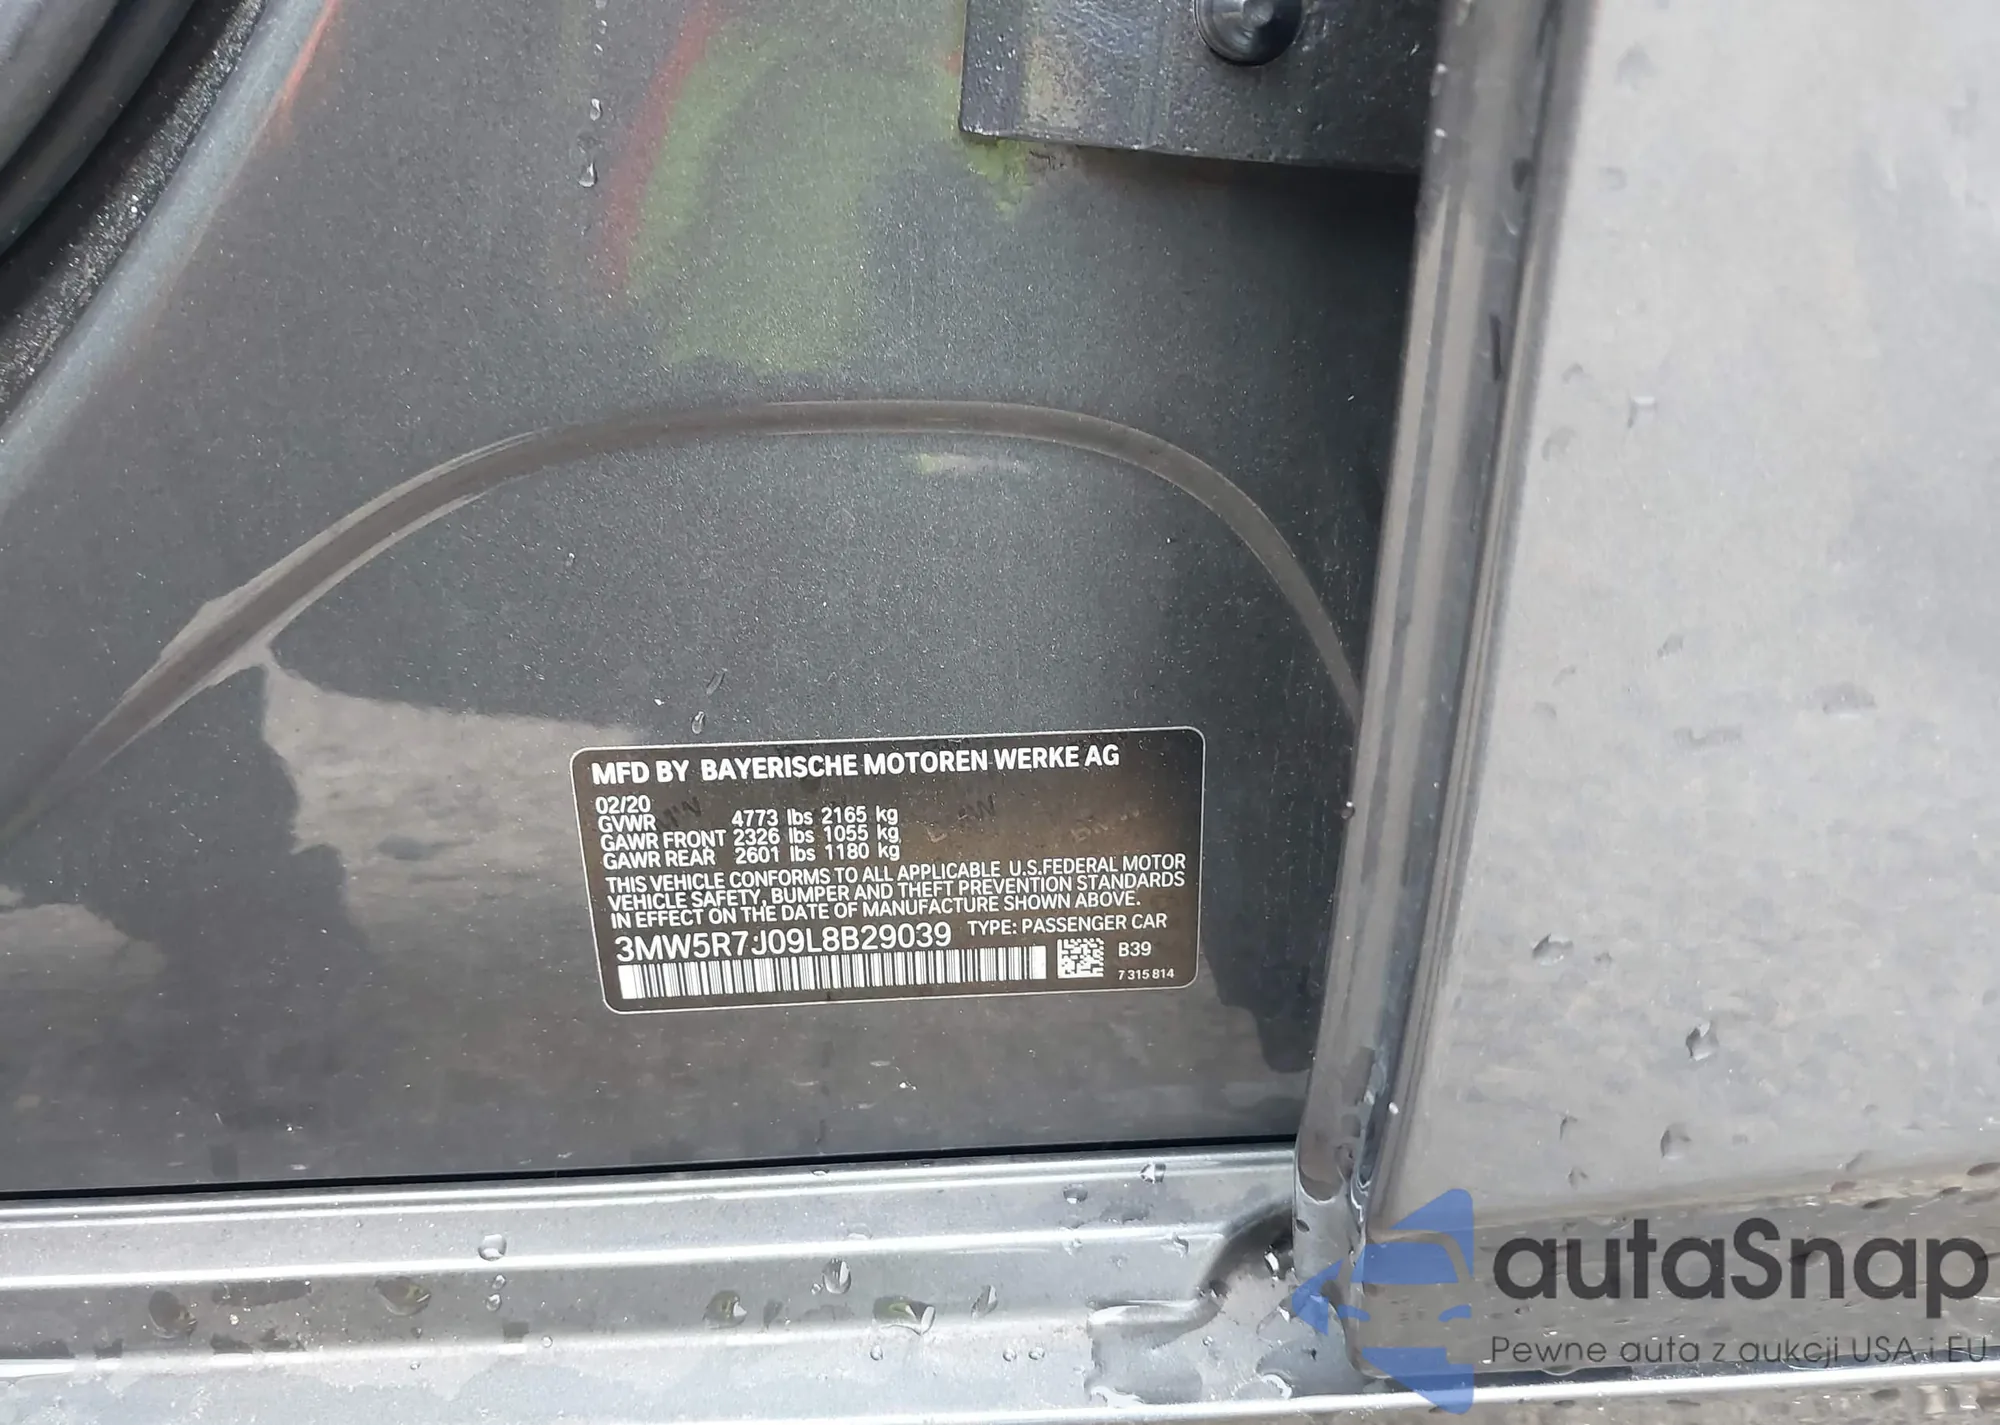 MFD BY BAYERISCHE MOTOREN WERKE AG
02/20
GVWR 4773 lbs 2165 kg
GAWR FRONT 2326 lbs 1055 kg
GAWR REAR 2601 lbs 1180 kg
THIS VEHICLE CONFORMS TO ALL APPLICABLE U.S.FEDERAL MOTOR
VEHICLE SAFETY, BUMPER AND THEFT PREVENTION STANDARDS
IN EFFECT ON THE DATE OF MANUFACTURE SHOWN ABOVE.
3MW5R7J09L8B29039 TYPE: PASSENGER CAR
B39
7 315 814
autaSnap
Pewne auta z aukcji USA i EU